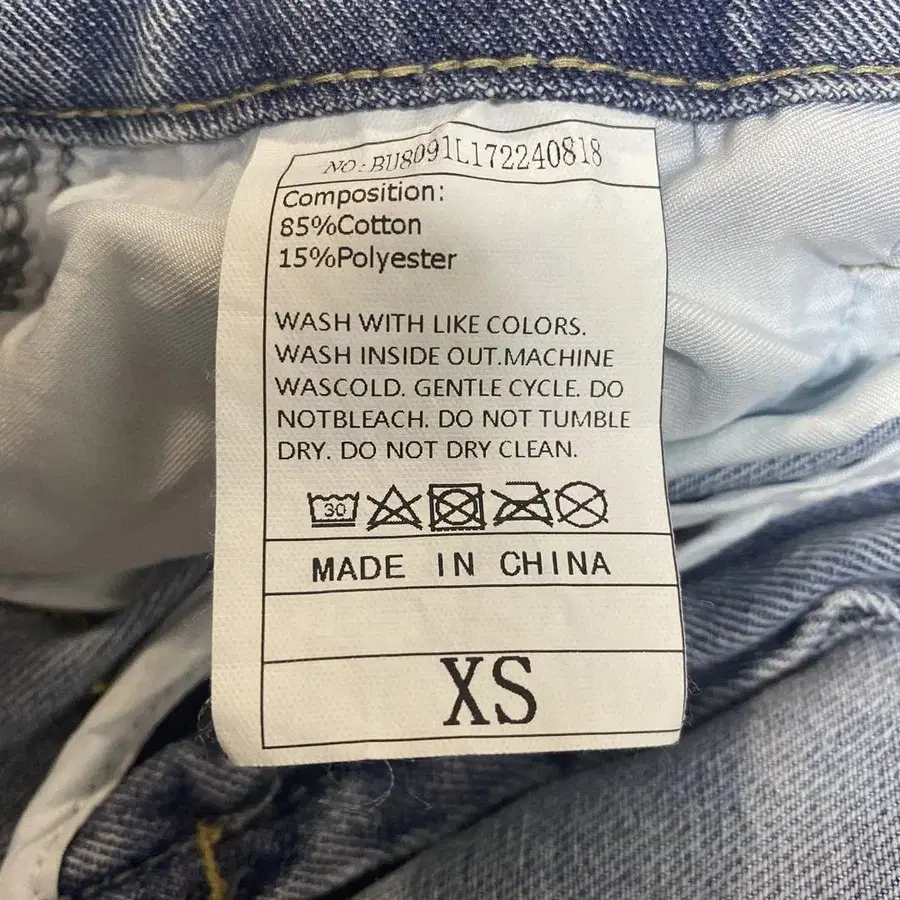 NO:BU8091L172240818
Composition:
85%Cotton
15%Polyester
WASH WITH LIKE COLORS.
WASH INSIDE OUT.MACHINE
WASCOLD. GENTLE CYCLE. DO
NOTBLEACH. DO NOT TUMBLE
DRY. DO NOT DRY CLEAN.
30
MADE IN CHINA
XS